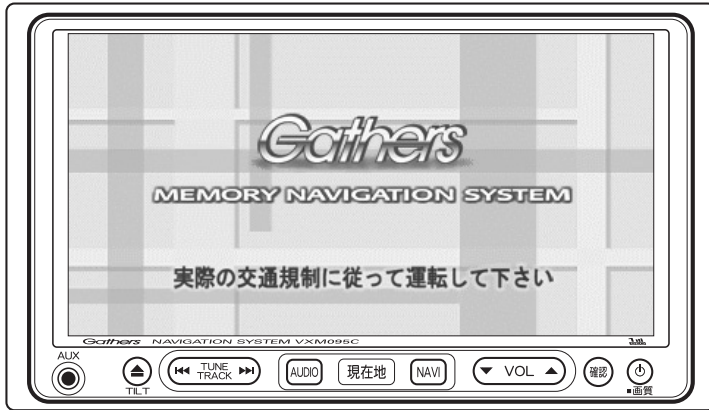 Gathers
MEMORY NAVIGATION SYSTEM
実際の交通規制に従って運転して下さい
Gathers NAVIGATION SYSTEM VXM095C
AUX
TILT
TUNE
TRACK
AUDIO
現在地
NAVI
VOL
確認
■画質